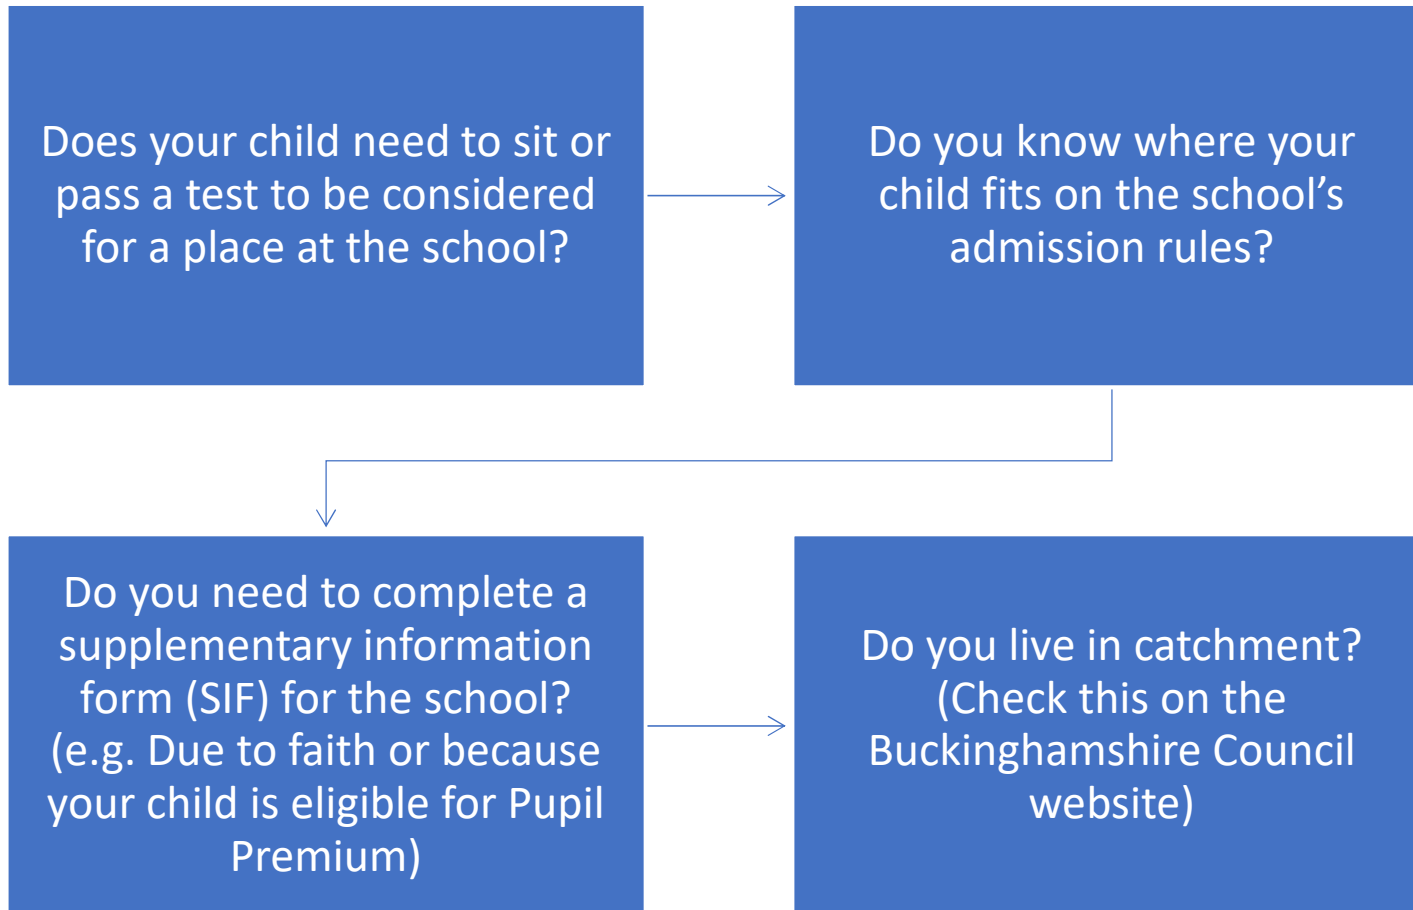 Does your child need to sit or
pass a test to be considered
for a place at the school?
Do you know where your
child fits on the school’s
admission rules?
Do you need to complete a
supplementary information
form (SIF) for the school?
(e.g. Due to faith or because
your child is eligible for Pupil
Premium)
Do you live in catchment?
(Check this on the
Buckinghamshire Council
website)